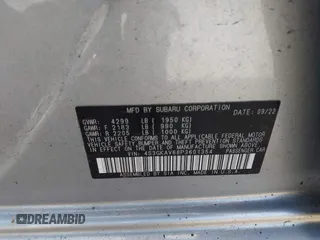 MFD. BY SUBARU CORPORATION
DATE: 09/23
GVWR: 4299 LB ( 1950 KG)
GAWR: F 2183 LB ( 990 KG)
GAWR: R 2205 LB ( 1000 KG)
THIS VEHICLE CONFORMS TO ALL APPLICABLE FEDERAL MOTOR
VEHICLE SAFETY, BUMPER, AND THEFT PREVENTION
STANDARDS IN EFFECT ON THE DATE OF MANUFACTURE
SHOWN ABOVE.
PASSENGER CAR
ASSEMBLED BY SIA INC. MADE IN U.S.A.
DREAMBID